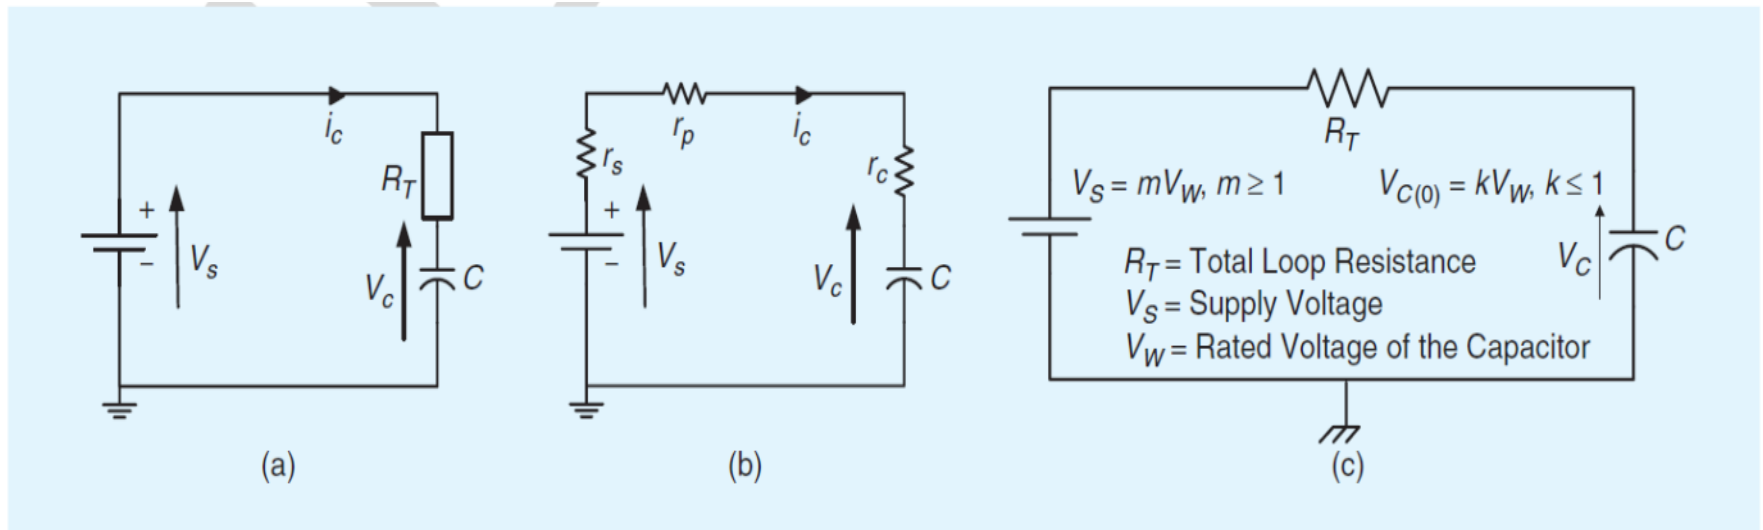 i_c
R_T
+
−
V_s
V_c
C
(a)
r_p
i_c
r_s
r_c
+
−
V_s
V_c
C
(b)
R_T
V_S = mV_W, m ≥ 1
V_C(0) = kV_W, k ≤ 1
R_T = Total Loop Resistance
V_S = Supply Voltage
V_W = Rated Voltage of the Capacitor
V_C
C
(c)